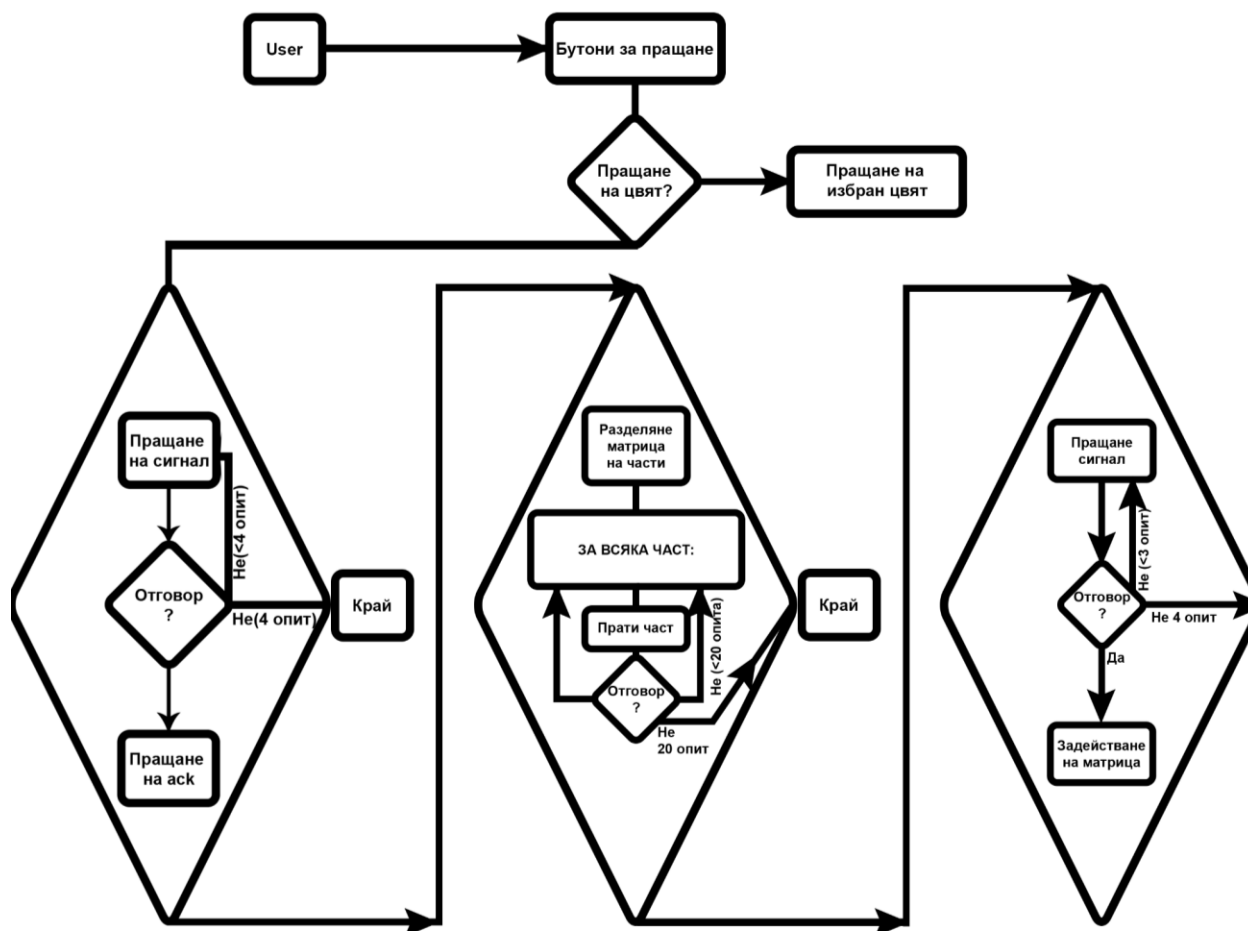 User
Бутони за пращане
Пращане
на цвят?
Пращане на
избран цвят
Пращане
на сигнал
Не(<4 опит)
Отговор
?
Не(4 опит)
Край
Пращане
на ack
Разделяне
матрица
на части
ЗА ВСЯКА ЧАСТ:
Прати част
Не (<20 опита)
Отговор
?
Не
20 опит
Край
Пращане
сигнал
Не (<3 опит)
Отговор
?
Не 4 опит
Да
Задействане
на матрица